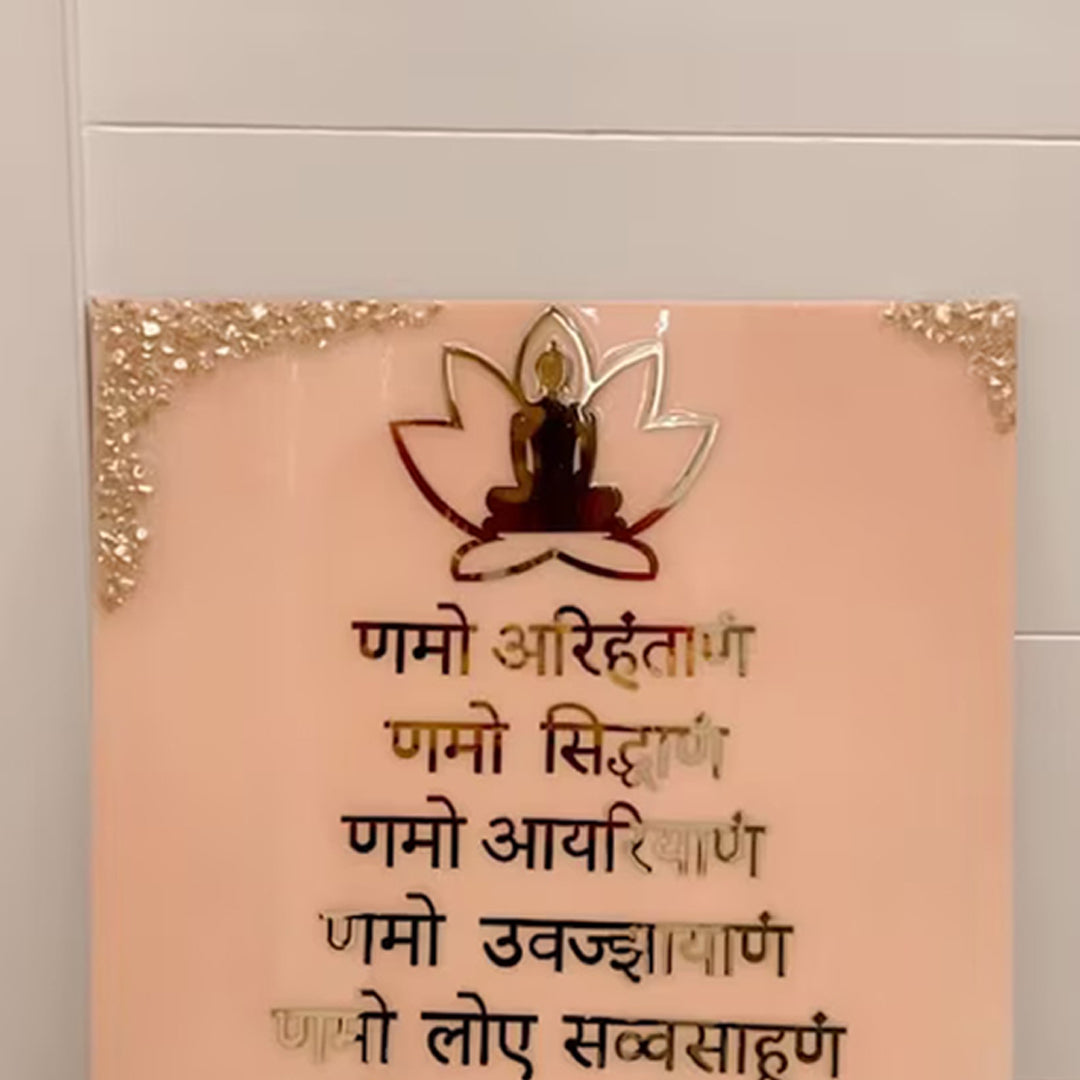 णमो अरिहंताणं
णमो सिद्धाणं
णमो आयरियाणं
णमो उवज्झायाणं
णमो लोए सव्वसाहूणं